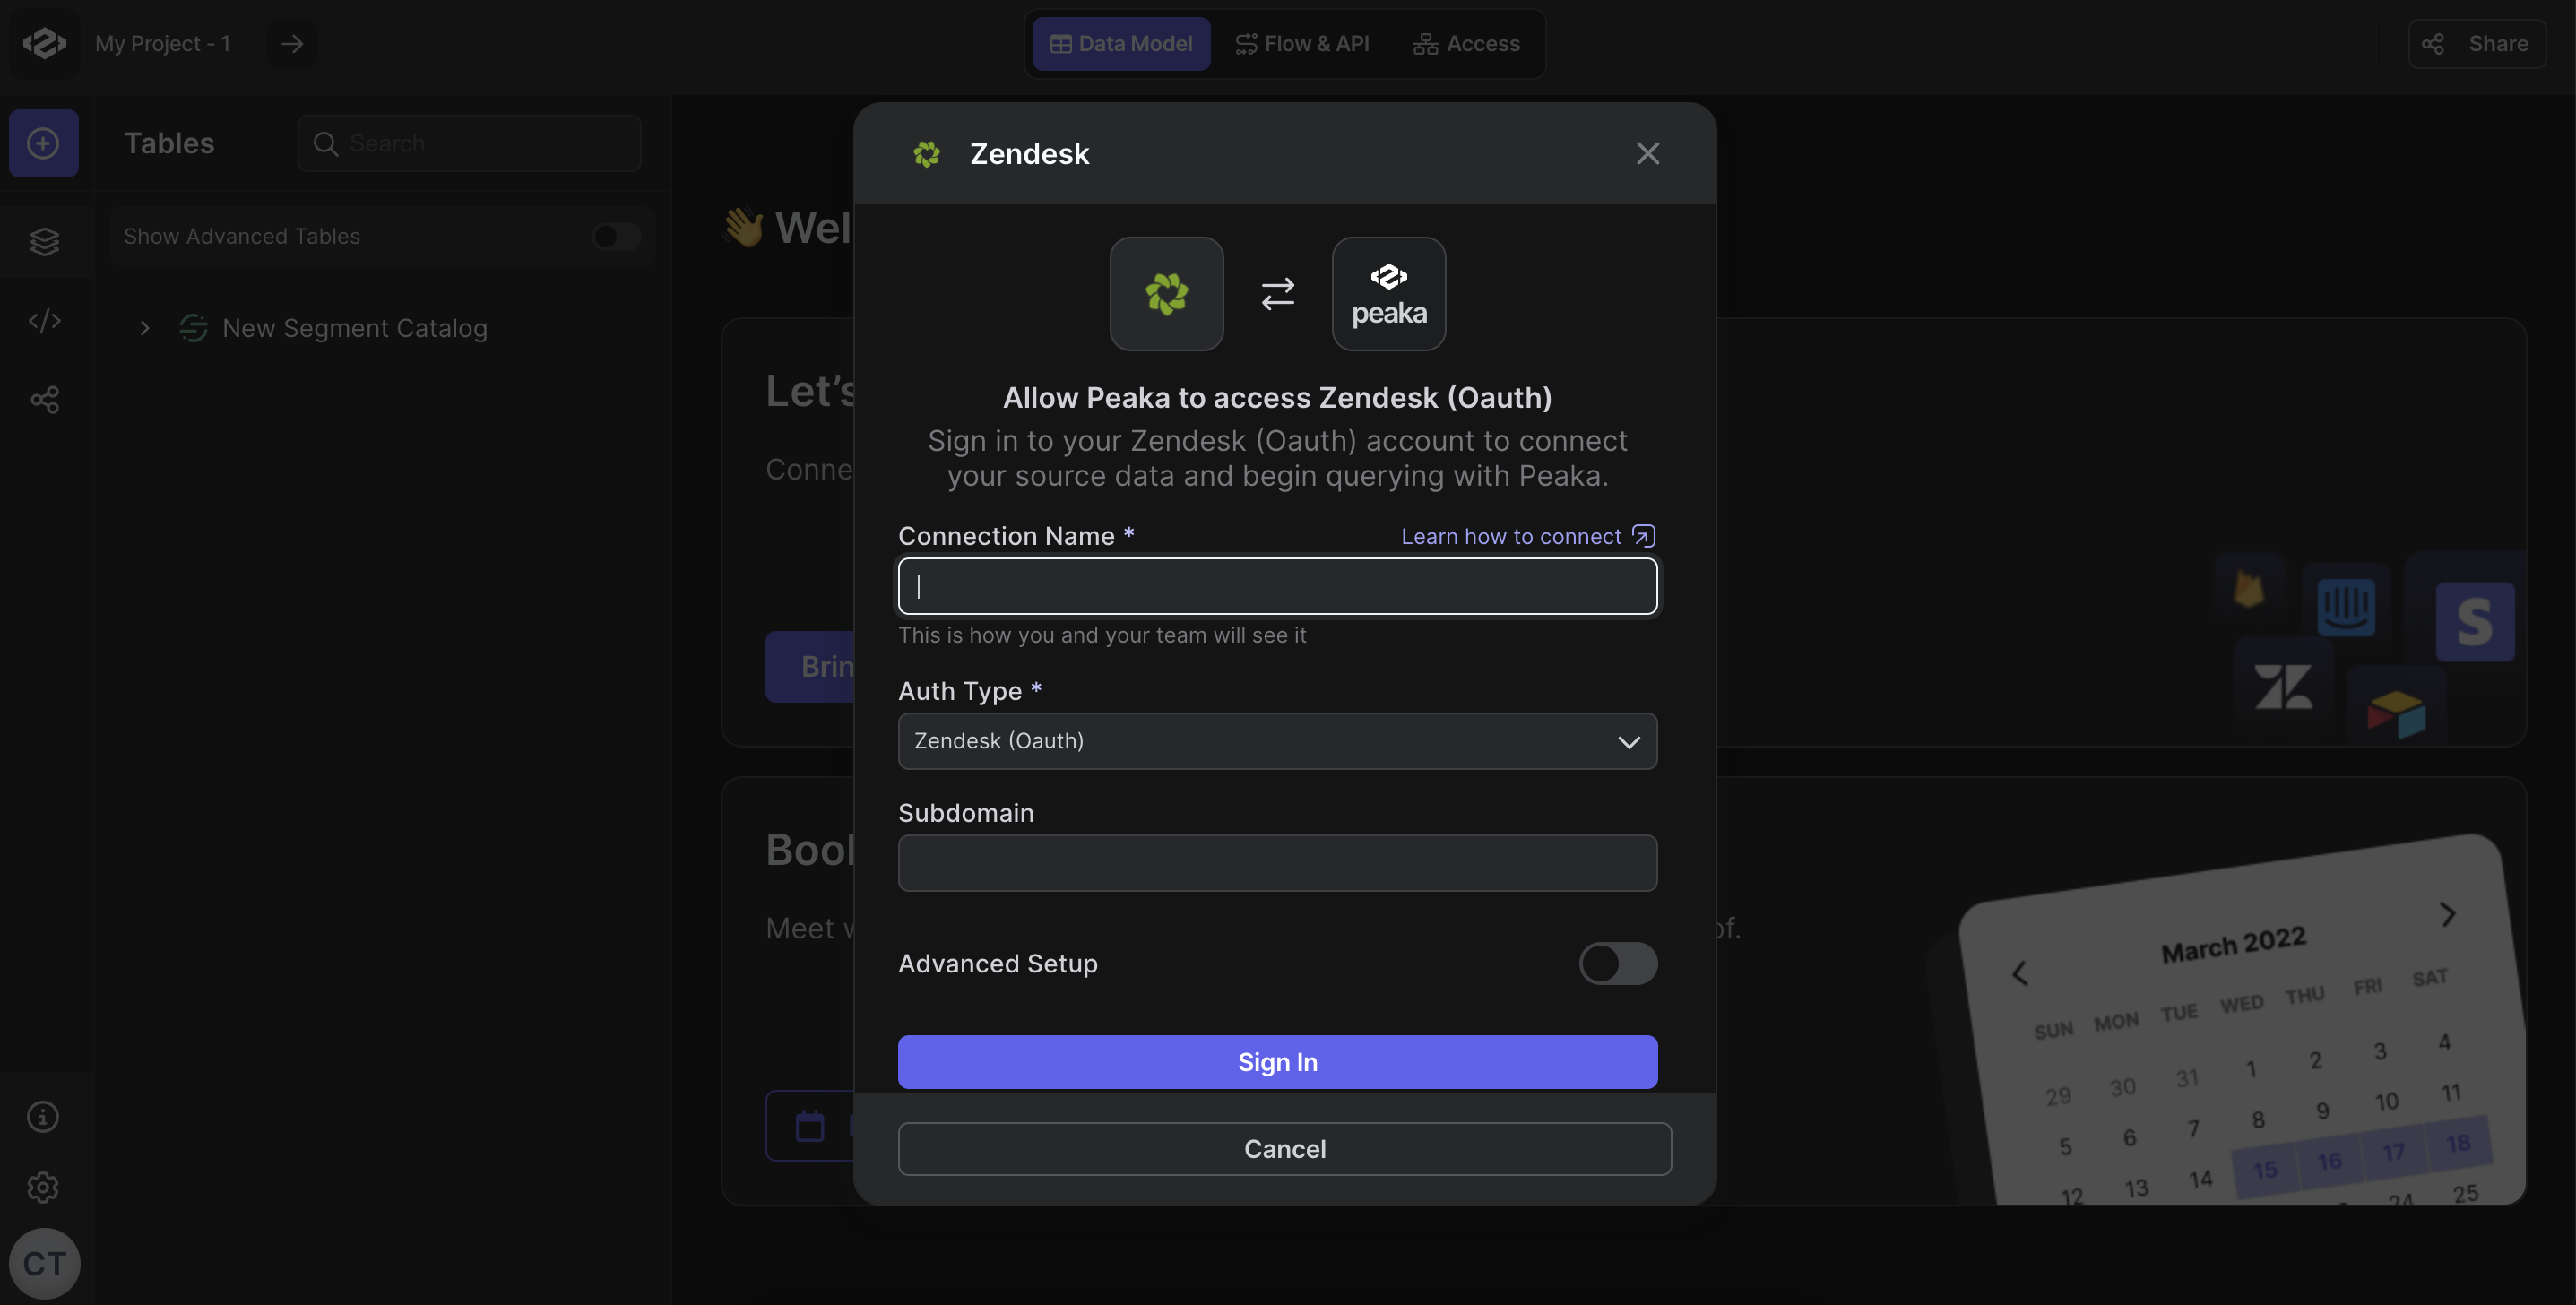 My Project - 1
Data Model
Flow & API
Access
Share
Tables
Search
Show Advanced Tables
New Segment Catalog
Wel
Let's
Conne
Brin
Bool
Meet w
of.
Zendesk
peaka
Allow Peaka to access Zendesk (Oauth)
Sign in to your Zendesk (Oauth) account to connect
your source data and begin querying with Peaka.
Connection Name *
Learn how to connect
This is how you and your team will see it
Auth Type *
Zendesk (Oauth)
Subdomain
Advanced Setup
Sign In
Cancel
March 2022
SUN MON TUE WED THU FRI SAT
29 30 31 1 2 3 4
5 6 7 8 9 10 11
12 13 14 15 16 17 18
24 25
CT